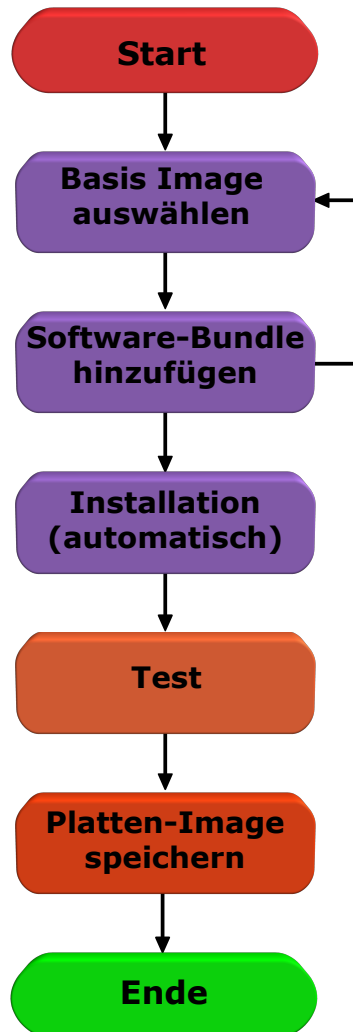 Start
Basis Image
auswählen
Software-Bundle
hinzufügen
Installation
(automatisch)
Test
Platten-Image
speichern
Ende